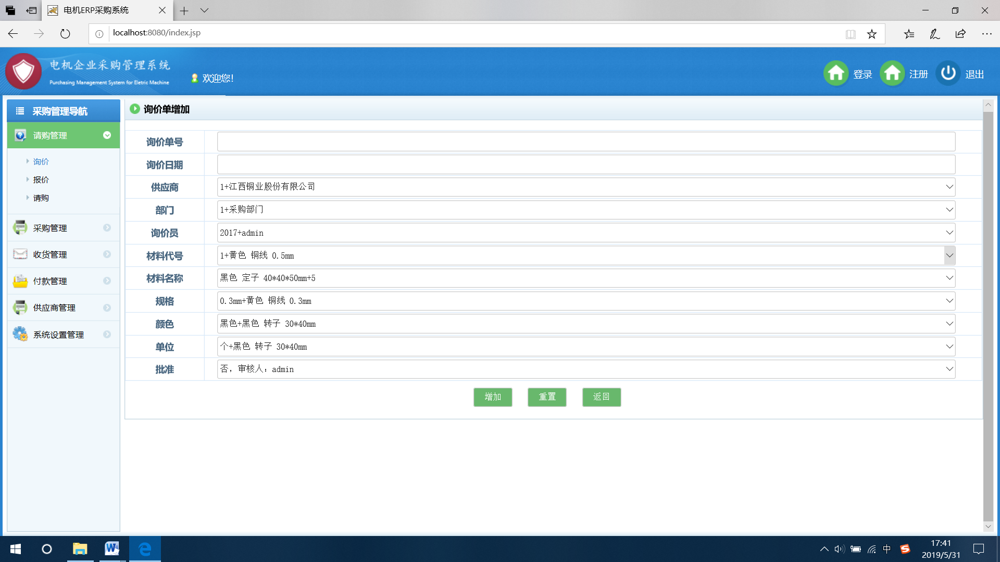 电机ERP采购系统
localhost:8080/index.jsp
电机企业采购管理系统
Purchasing Management System for Eletric Machine
欢迎您!
登录
注册
退出
采购管理导航
请购管理
询价
报价
请购
采购管理
收货管理
付款管理
供应商管理
系统设置管理
询价单增加
询价单号
询价日期
供应商 1+江西铜业股份有限公司
部门 1+采购部门
询价员 2017+admin
材料代号 1+黄色 铜线 0.5mm
材料名称 黑色 定子 40*40*50mm+5
规格 0.3mm+黄色 铜线 0.3mm
颜色 黑色+黑色 转子 30*40mm
单位 个+黑色 转子 30*40mm
批准 否，审核人：admin
增加 重置 返回
中
17:41
2019/5/31